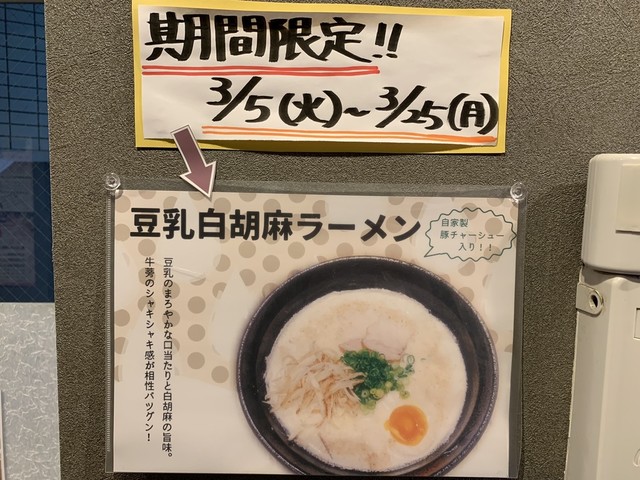 期間限定!!
3/5(火)~3/25(月)
豆乳白胡麻ラーメン
自家製
豚チャーシュー
入り!!
豆乳のまろやかな口当たりと白胡麻の旨味。
牛蒡のシャキシャキ感が相性バツグン!